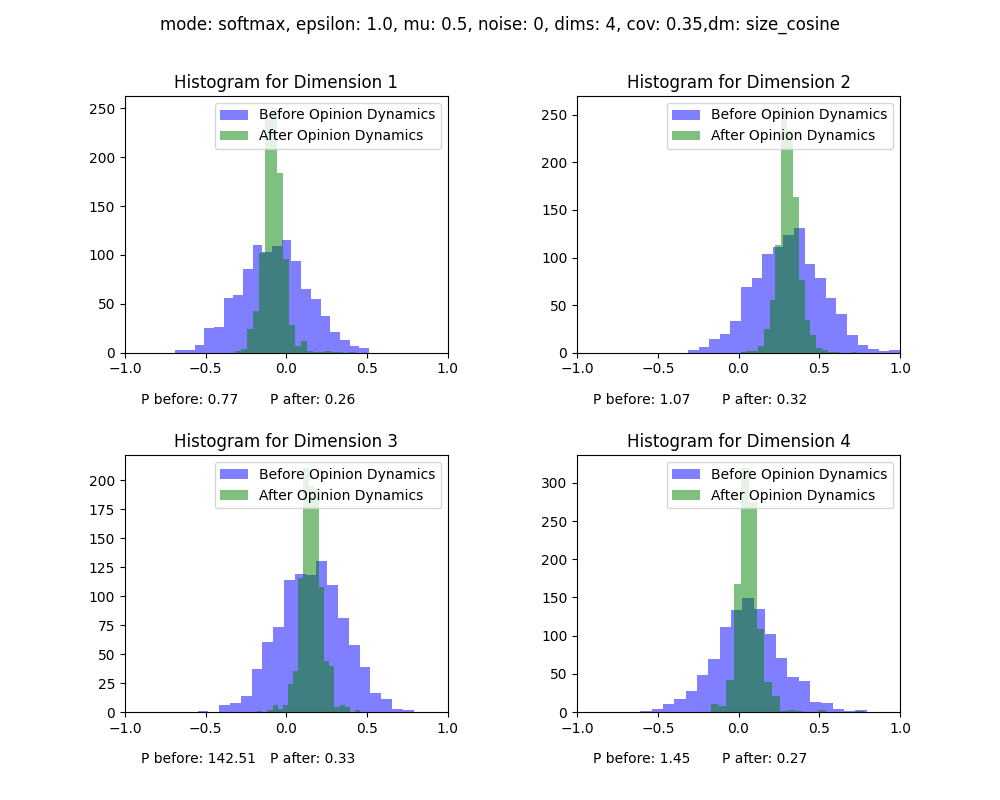 mode: softmax, epsilon: 1.0, mu: 0.5, noise: 0, dims: 4, cov: 0.35,dm: size_cosine
Histogram for Dimension 1
Before Opinion Dynamics
After Opinion Dynamics
250
200
150
100
50
0
−1.0 −0.5 0.0 0.5 1.0
P before: 0.77 P after: 0.26
Histogram for Dimension 2
Before Opinion Dynamics
After Opinion Dynamics
250
200
150
100
50
0
−1.0 −0.5 0.0 0.5 1.0
P before: 1.07 P after: 0.32
Histogram for Dimension 3
Before Opinion Dynamics
After Opinion Dynamics
200
175
150
125
100
75
50
25
0
−1.0 −0.5 0.0 0.5 1.0
P before: 142.51 P after: 0.33
Histogram for Dimension 4
Before Opinion Dynamics
After Opinion Dynamics
300
250
200
150
100
50
0
−1.0 −0.5 0.0 0.5 1.0
P before: 1.45 P after: 0.27